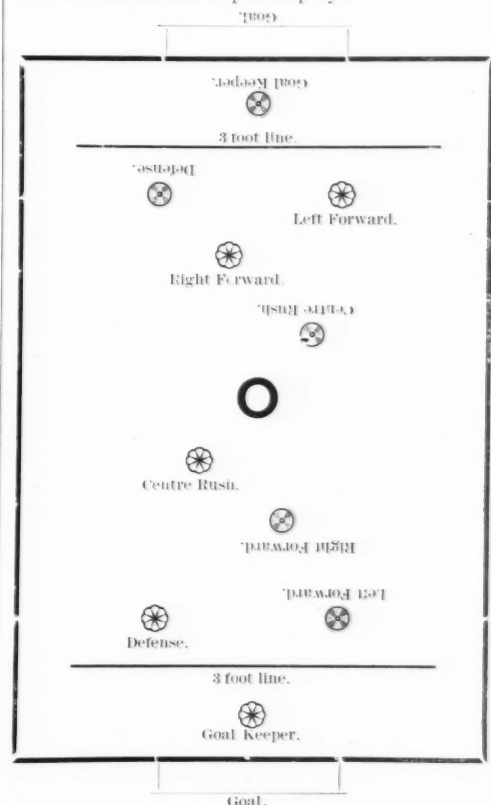 Goal.
Goal Keeper.
3 foot line.
Defense.
Left Forward.
Right Forward.
Centre Rush.
Centre Rush.
Right Forward.
Left Forward.
Defense.
3 foot line.
Goal Keeper.
Goal.